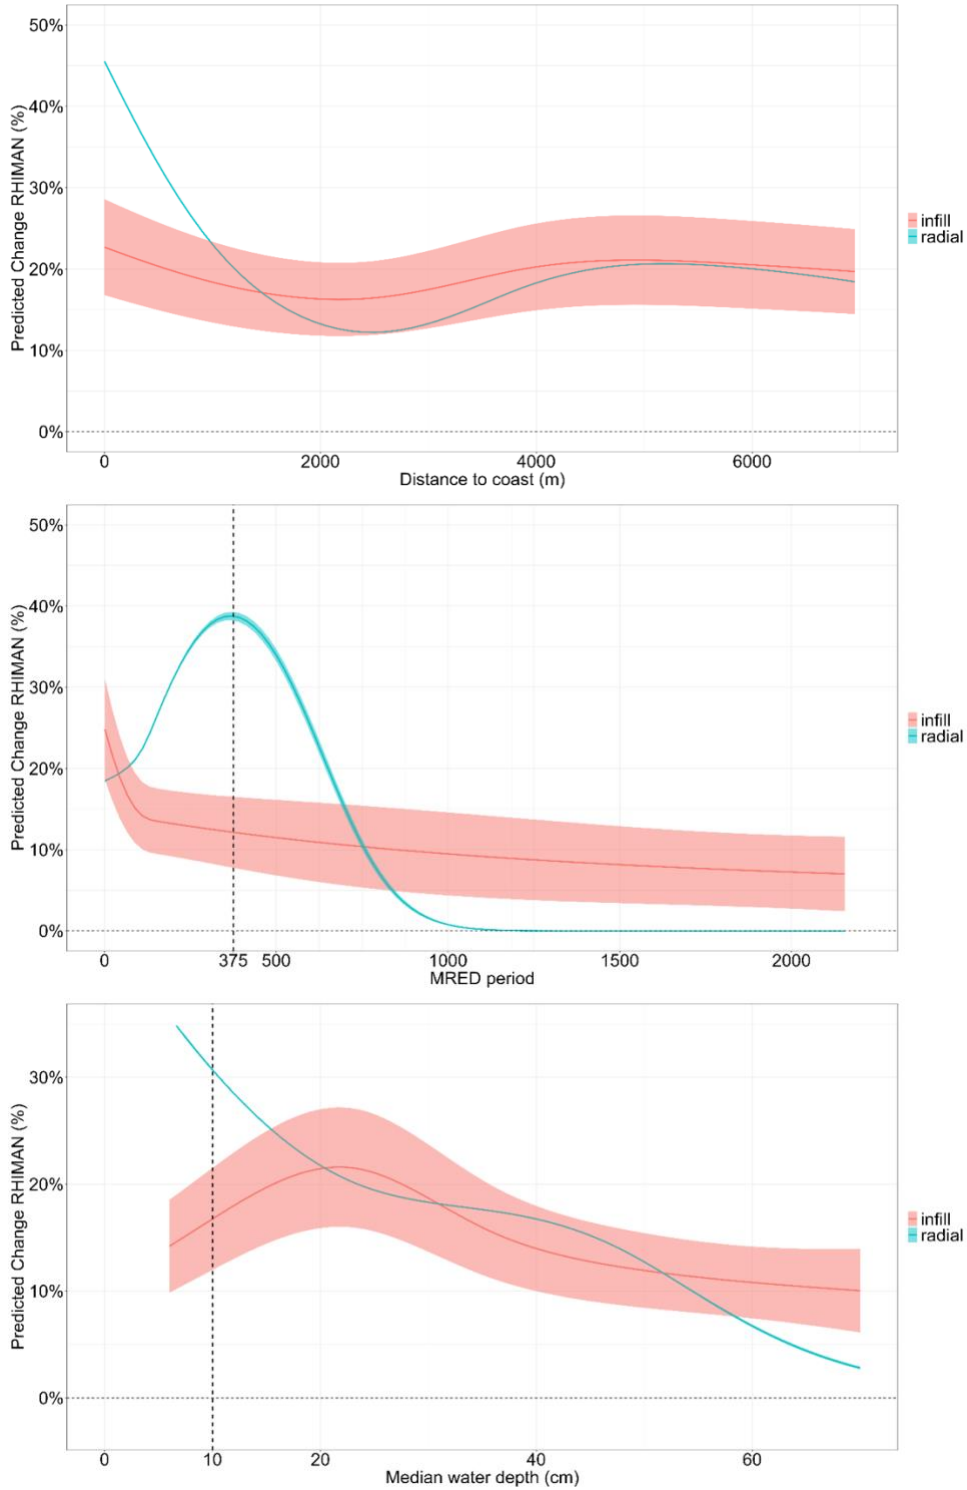 Predicted Change RHIMAN (%)
50%
40%
30%
20%
10%
0%
0 2000 4000 6000
Distance to coast (m)
infill
radial
Predicted Change RHIMAN (%)
50%
40%
30%
20%
10%
0%
0 375 500 1000 1500 2000
MRED period
infill
radial
Predicted Change RHIMAN (%)
30%
20%
10%
0%
0 10 20 40 60
Median water depth (cm)
infill
radial